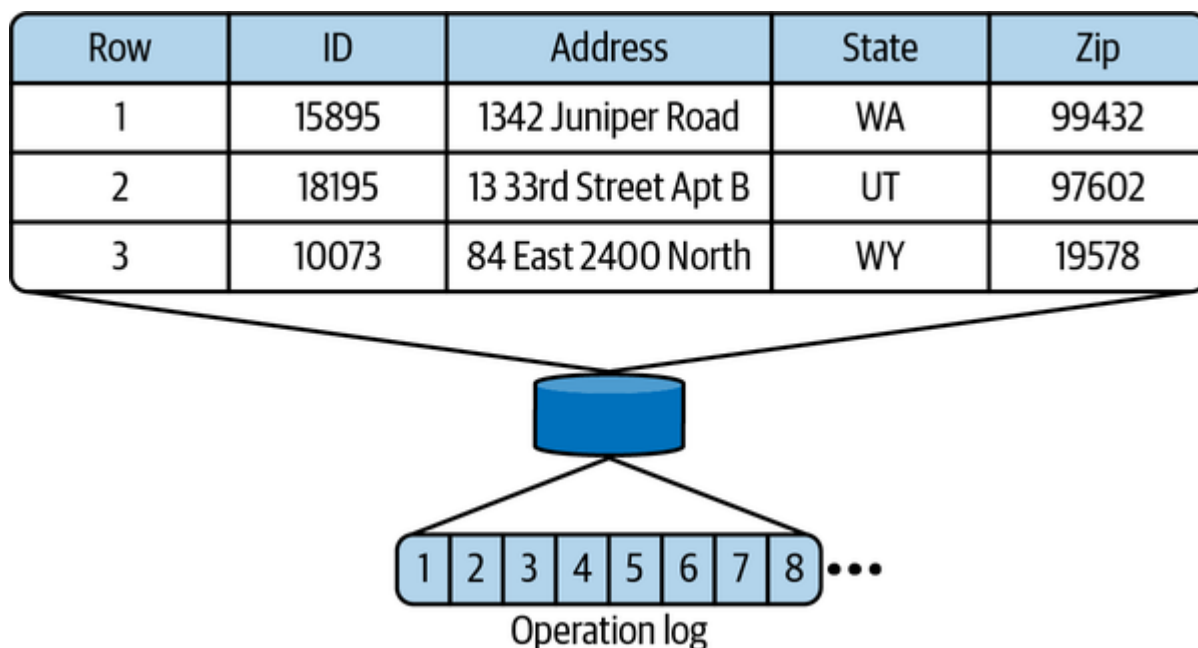 Row ID Address State Zip
1 15895 1342 Juniper Road WA 99432
2 18195 13 33rd Street Apt B UT 97602
3 10073 84 East 2400 North WY 19578
1 2 3 4 5 6 7 8 •••
Operation log